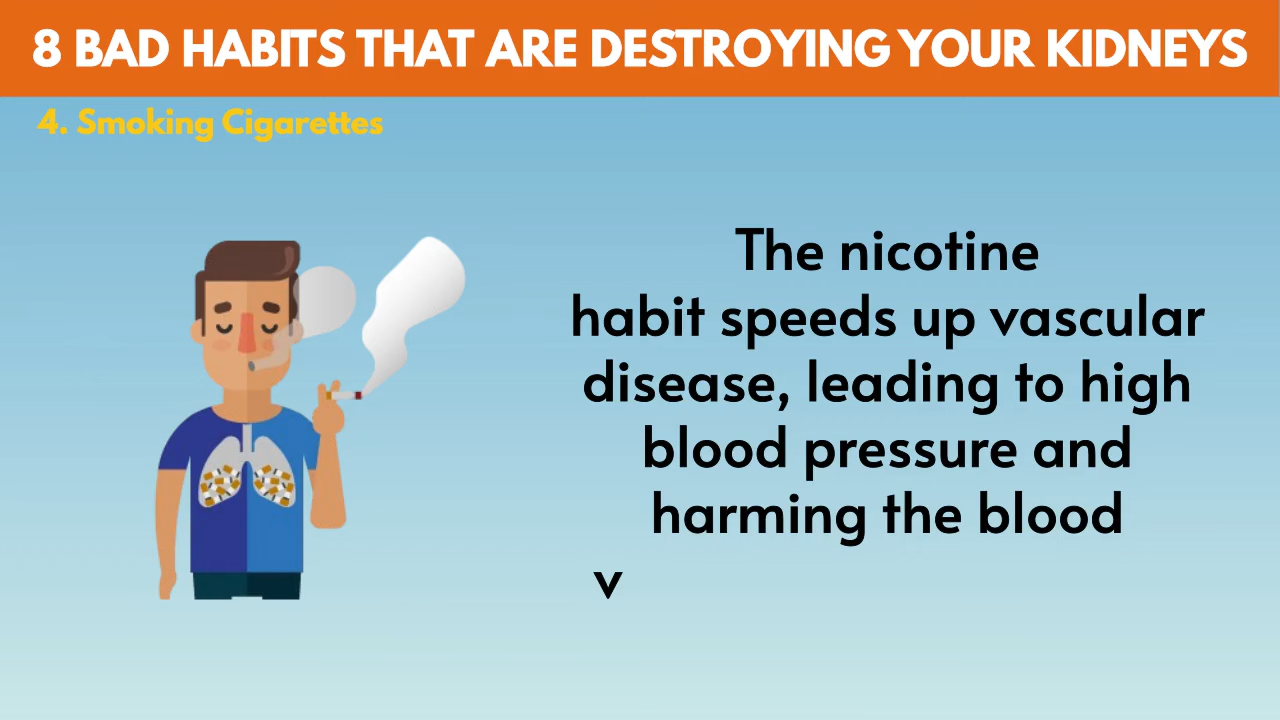 8 BAD HABITS THAT ARE DESTROYING YOUR KIDNEYS
4. Smoking Cigarettes
The nicotine
habit speeds up vascular
disease, leading to high
blood pressure and
harming the blood
v